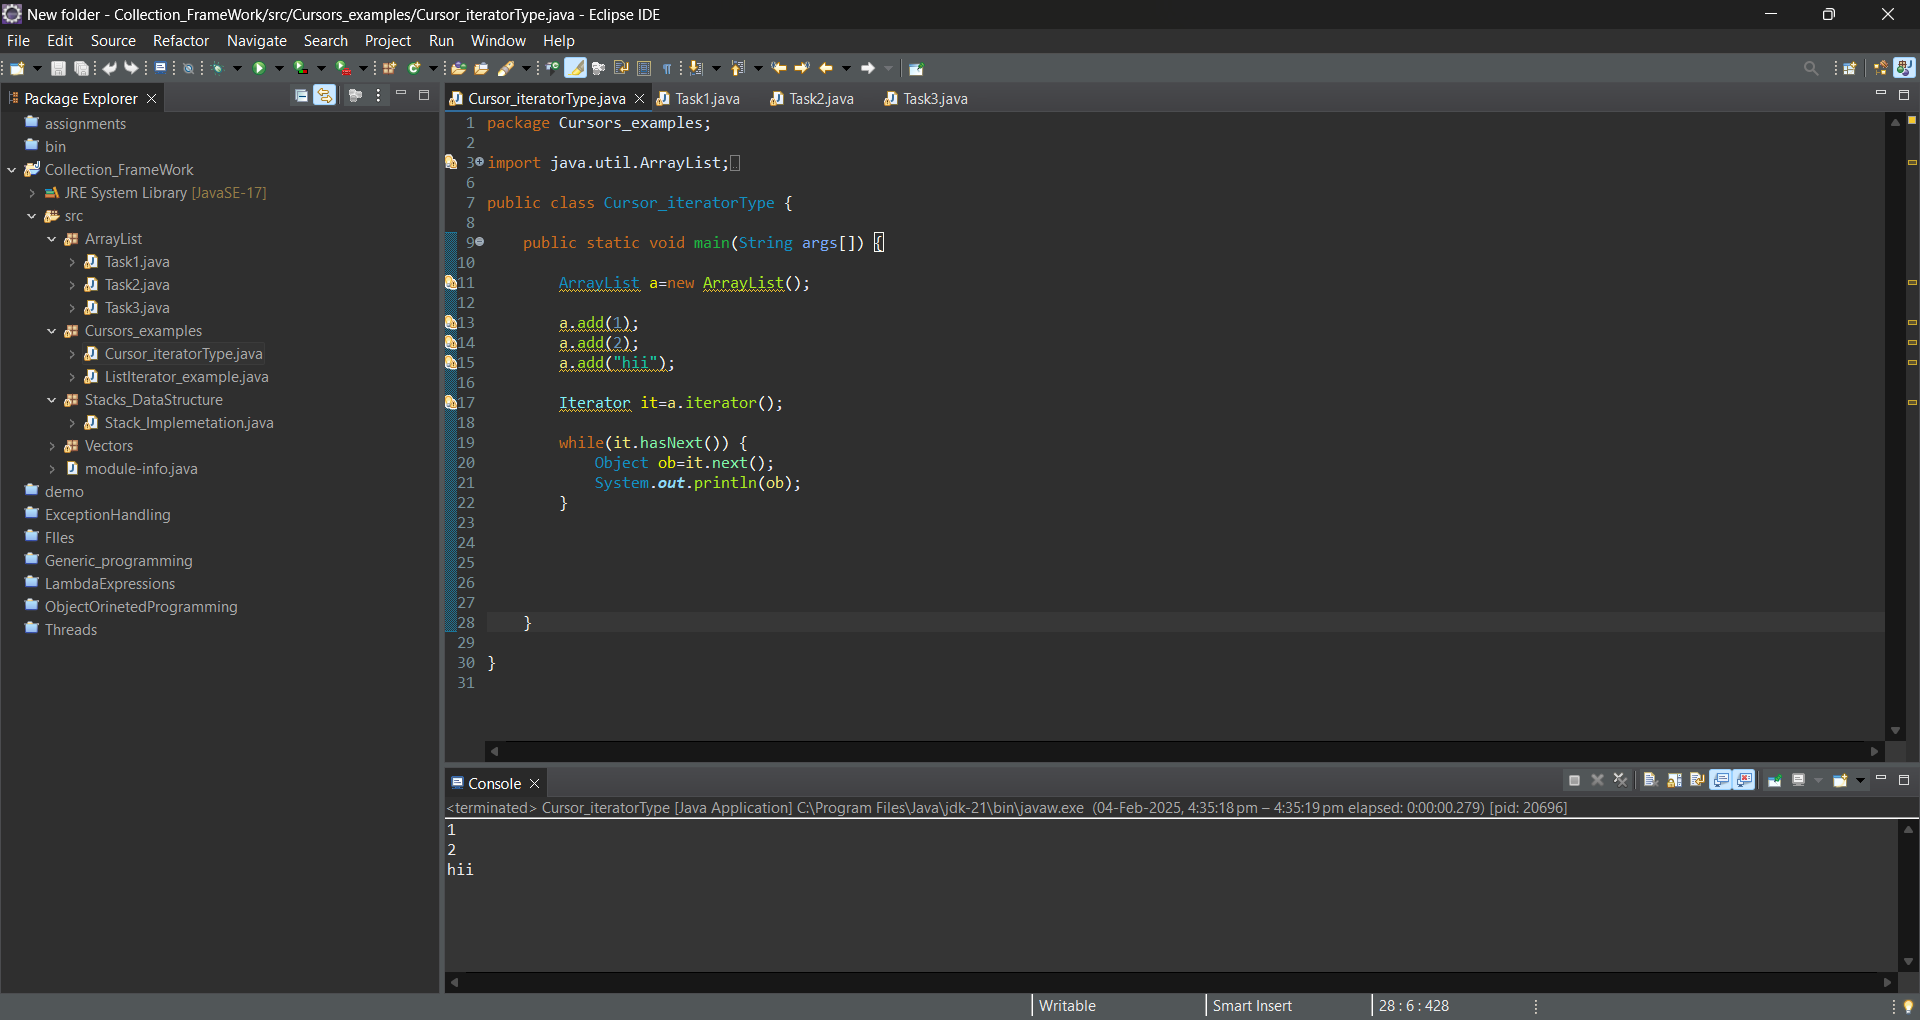 New folder - Collection_FrameWork/src/Cursors_examples/Cursor_iteratorType.java - Eclipse IDE
File Edit Source Refactor Navigate Search Project Run Window Help
Package Explorer
assignments
bin
Collection_FrameWork
JRE System Library [JavaSE-17]
src
ArrayList
Task1.java
Task2.java
Task3.java
Cursors_examples
Cursor_iteratorType.java
ListIterator_example.java
Stacks_DataStructure
Stack_Implemetation.java
Vectors
module-info.java
demo
ExceptionHandling
FIles
Generic_programming
LambdaExpressions
ObjectOrinetedProgramming
Threads
Cursor_iteratorType.java Task1.java Task2.java Task3.java
1 package Cursors_examples;
2
3 import java.util.ArrayList;
6
7 public class Cursor_iteratorType {
8
9 public static void main(String args[]) {
10
11 ArrayList a=new ArrayList();
12
13 a.add(1);
14 a.add(2);
15 a.add("hii");
16
17 Iterator it=a.iterator();
18
19 while(it.hasNext()) {
20 Object ob=it.next();
21 System.out.println(ob);
22 }
23
24
25
26
27
28 }
29
30 }
31
Console
<terminated> Cursor_iteratorType [Java Application] C:\Program Files\Java\jdk-21\bin\javaw.exe (04-Feb-2025, 4:35:18 pm – 4:35:19 pm elapsed: 0:00:00.279) [pid: 20696]
1
2
hii
Writable Smart Insert 28 : 6 : 428